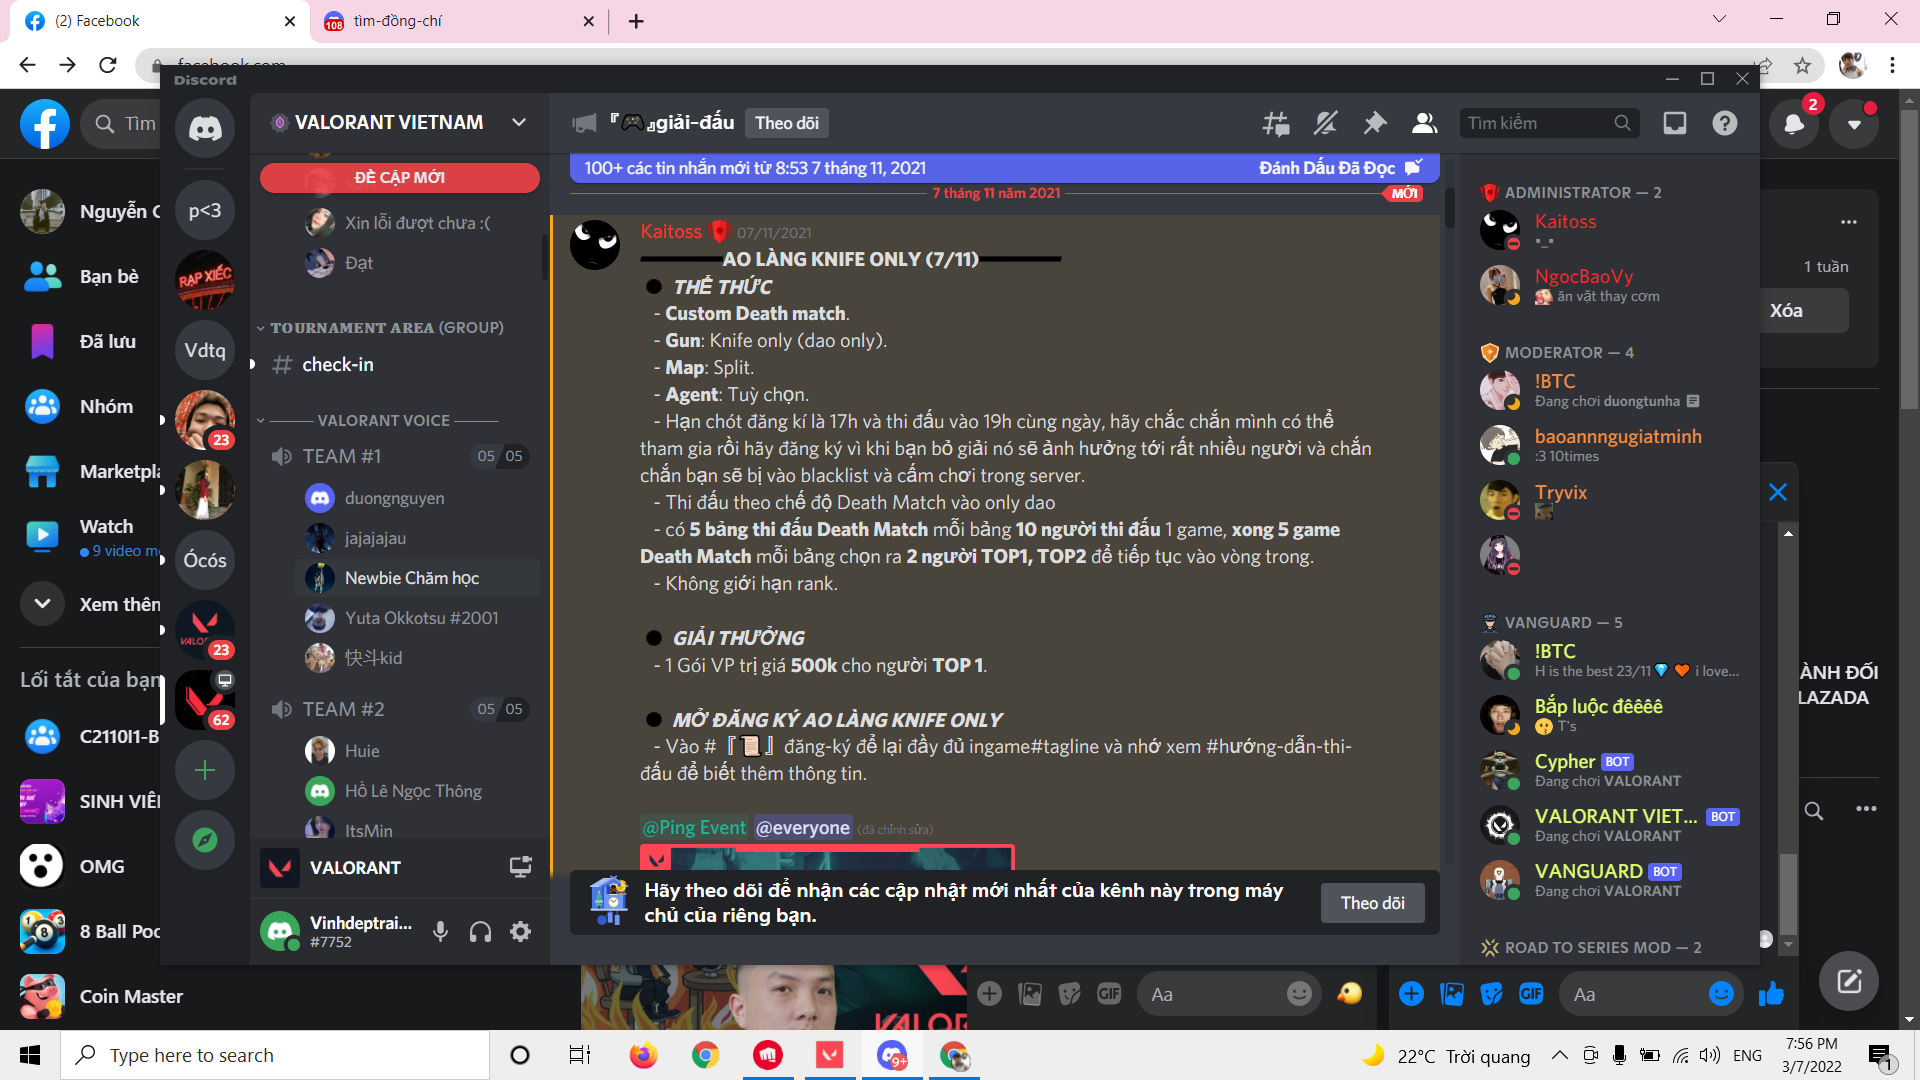 (2) Facebook
108
tìm-đồng-chí
facebook.com
Tìm
2
Nguyễn C
Bạn bè
Đã lưu
Nhóm
Marketpla
Watch
9 video mớ
Xem thên
Lối tắt của bạn
C2110I1-B
SINH VIÊI
OMG
8 Ball Poc
Coin Master
Discord
p<3
RẠP XIẾC
Vdtq
23
Ócós
23
62
VALORANT VIETNAM
ĐỀ CẬP MỚI
Xin lỗi đượt chưa :(
Đạt
TOURNAMENT AREA (GROUP)
check-in
VALORANT VOICE
TEAM #1
05 05
duongnguyen
jajajajau
Newbie Chăm học
Yuta Okkotsu #2001
快斗kid
TEAM #2
05 05
Huie
Hồ Lê Ngọc Thông
ItsMin
VALORANT
Vinhdeptrai...
#7752
『🎮』giải-đấu
Theo dõi
Tìm kiếm
100+ các tin nhắn mới từ 8:53 7 tháng 11, 2021
Đánh Dấu Đã Đọc
7 tháng 11 năm 2021
MỚI
Kaitoss 07/11/2021
AO LÀNG KNIFE ONLY (7/11)
● THỂ THỨC
- Custom Death match.
- Gun: Knife only (dao only).
- Map: Split.
- Agent: Tuỳ chọn.
- Hạn chót đăng kí là 17h và thi đấu vào 19h cùng ngày, hãy chắc chắn mình có thể
tham gia rồi hãy đăng ký vì khi bạn bỏ giải nó sẽ ảnh hưởng tới rất nhiều người và chắn
chắn bạn sẽ bị vào blacklist và cấm chơi trong server.
- Thi đấu theo chế độ Death Match vào only dao
- có 5 bảng thi đấu Death Match mỗi bảng 10 người thi đấu 1 game, xong 5 game
Death Match mỗi bảng chọn ra 2 người TOP1, TOP2 để tiếp tục vào vòng trong.
- Không giới hạn rank.
● GIẢI THƯỞNG
- 1 Gói VP trị giá 500k cho người TOP 1.
● MỞ ĐĂNG KÝ AO LÀNG KNIFE ONLY
- Vào #『📜』đăng-ký để lại đầy đủ ingame#tagline và nhớ xem #hướng-dẫn-thi-
đấu để biết thêm thông tin.
@Ping Event @everyone (đã chỉnh sửa)
Hãy theo dõi để nhận các cập nhật mới nhất của kênh này trong máy
chủ của riêng bạn.
Theo dõi
ADMINISTRATOR — 2
Kaitoss
•_•
NgocBaoVy
ăn vặt thay cơm
MODERATOR — 4
!BTC
Đang chơi duongtunha
baoannngugiatminh
:3 10times
Tryvix
VANGUARD — 5
!BTC
H is the best 23/11💎 🧡 i love...
Bắp luộc đêêêê
😗 T's
Cypher BOT
Đang chơi VALORANT
VALORANT VIET... BOT
Đang chơi VALORANT
VANGUARD BOT
Đang chơi VALORANT
ROAD TO SERIES MOD — 2
1 tuần
Xóa
ÀNH ĐỐI
LAZADA
VALOR
GIF
Aa
GIF
Aa
Type here to search
9+
22°C Trời quang
ENG
7:56 PM
3/7/2022
1